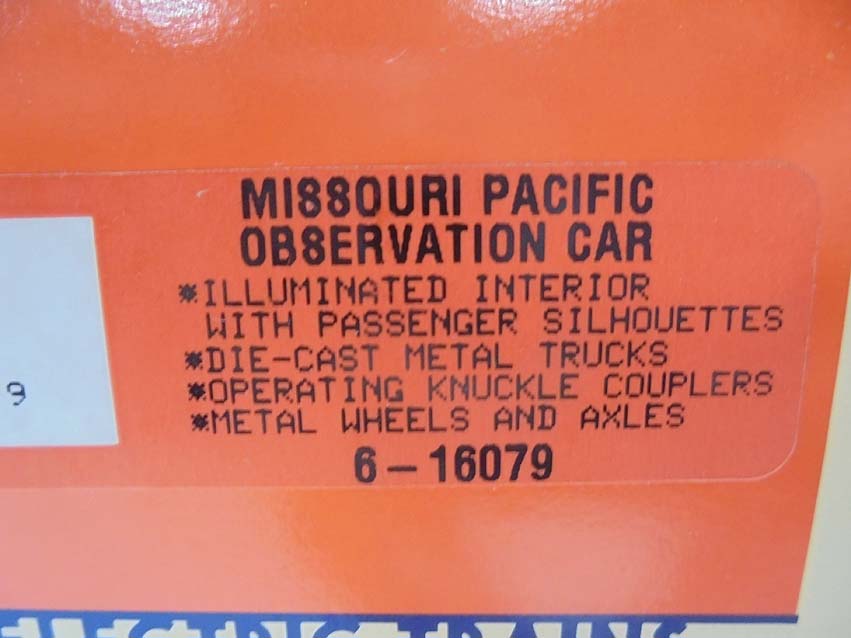 MISSOURI PACIFIC
OBSERVATION CAR
*ILLUMINATED INTERIOR
WITH PASSENGER SILHOUETTES
*DIE-CAST METAL TRUCKS
*OPERATING KNUCKLE COUPLERS
*METAL WHEELS AND AXLES
6-16079
9